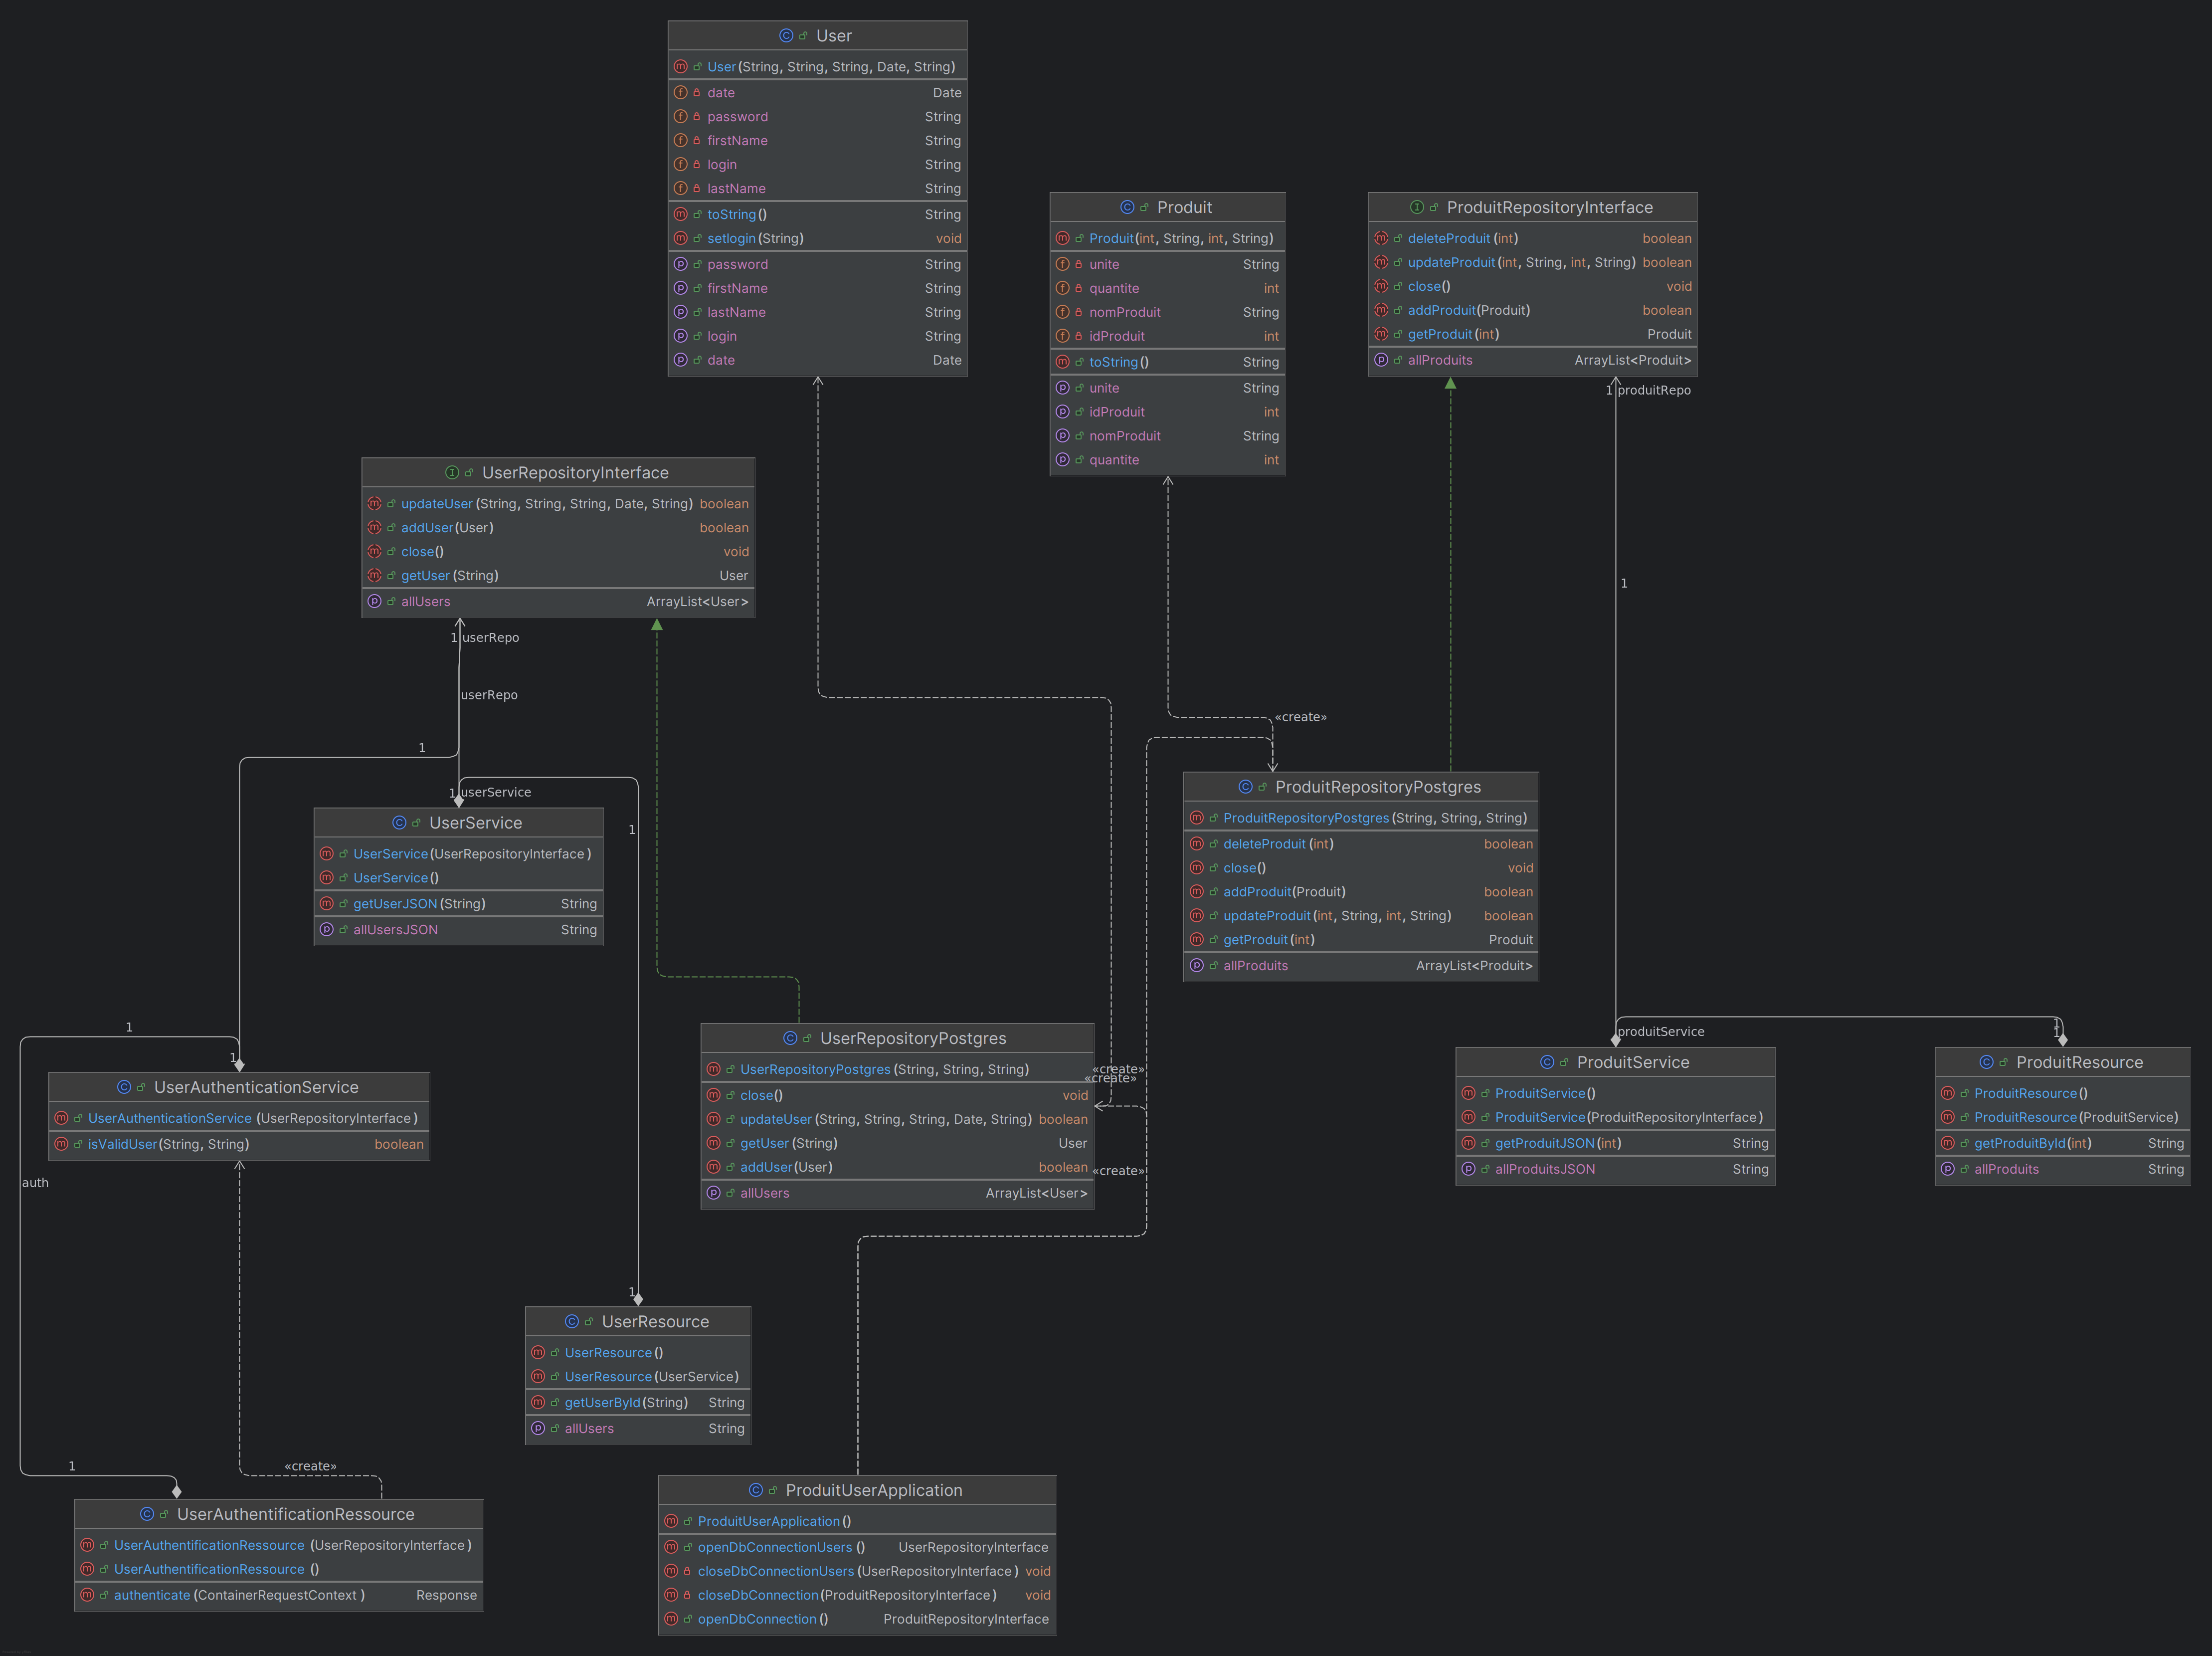 User
User(String, String, String, Date, String)
date Date
password String
firstName String
login String
lastName String
toString() String
setlogin(String) void
password String
firstName String
lastName String
login String
date Date
Produit
Produit(int, String, int, String)
unite String
quantite int
nomProduit String
idProduit int
toString() String
unite String
idProduit int
nomProduit String
quantite int
ProduitRepositoryInterface
deleteProduit(int) boolean
updateProduit(int, String, int, String) boolean
close() void
addProduit(Produit) boolean
getProduit(int) Produit
allProduits ArrayList<Produit>
1 produitRepo
1
UserRepositoryInterface
updateUser(String, String, String, Date, String) boolean
addUser(User) boolean
close() void
getUser(String) User
allUsers ArrayList<User>
1 userRepo
userRepo
1
1 userService
1
«create»
UserService
UserService(UserRepositoryInterface)
UserService()
getUserJSON(String) String
allUsersJSON String
ProduitRepositoryPostgres
ProduitRepositoryPostgres(String, String, String)
deleteProduit(int) boolean
close() void
addProduit(Produit) boolean
updateProduit(int, String, int, String) boolean
getProduit(int) Produit
allProduits ArrayList<Produit>
1
1
auth
UserAuthenticationService
UserAuthenticationService(UserRepositoryInterface)
isValidUser(String, String) boolean
UserRepositoryPostgres
UserRepositoryPostgres(String, String, String)
close() void
updateUser(String, String, String, Date, String) boolean
getUser(String) User
addUser(User) boolean
allUsers ArrayList<User>
«create»
«create»
«create»
produitService
1
1
ProduitService
ProduitService()
ProduitService(ProduitRepositoryInterface)
getProduitJSON(int) String
allProduitsJSON String
ProduitResource
ProduitResource()
ProduitResource(ProduitService)
getProduitById(int) String
allProduits String
1
UserResource
UserResource()
UserResource(UserService)
getUserById(String) String
allUsers String
1
«create»
UserAuthentificationRessource
UserAuthentificationRessource(UserRepositoryInterface)
UserAuthentificationRessource()
authenticate(ContainerRequestContext) Response
ProduitUserApplication
ProduitUserApplication()
openDbConnectionUsers() UserRepositoryInterface
closeDbConnectionUsers(UserRepositoryInterface) void
closeDbConnection(ProduitRepositoryInterface) void
openDbConnection() ProduitRepositoryInterface